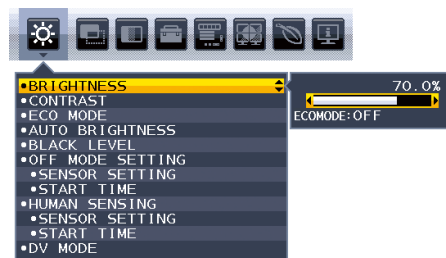 •BRIGHTNESS
•CONTRAST
•ECO MODE
•AUTO BRIGHTNESS
•BLACK LEVEL
•OFF MODE SETTING
•SENSOR SETTING
•START TIME
•HUMAN SENSING
•SENSOR SETTING
•START TIME
•DV MODE
70.0%
ECOMODE:OFF